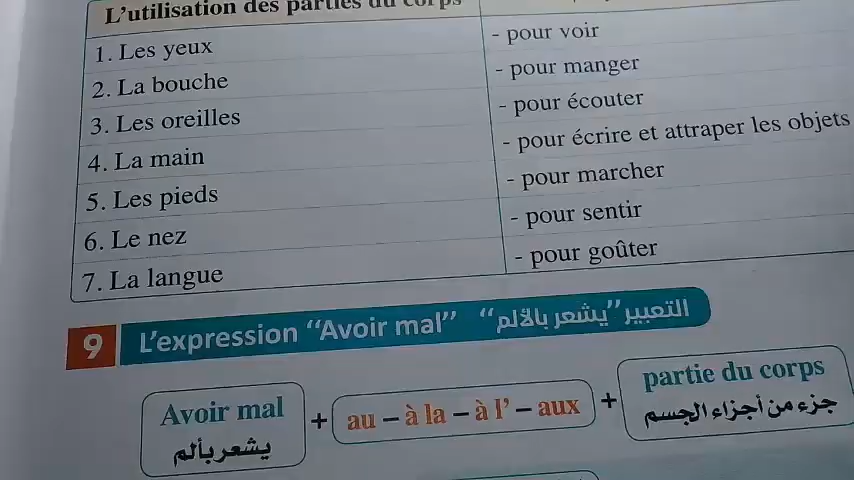 L'utilisation des parties du corps
1. Les yeux - pour voir
2. La bouche - pour manger
3. Les oreilles - pour écouter
4. La main - pour écrire et attraper les objets
5. Les pieds - pour marcher
6. Le nez - pour sentir
7. La langue - pour goûter
9 L'expression “Avoir mal” التعبير ”يشعر بالألم“
Avoir mal + au – à la – à l' – aux + partie du corps
يشعر بألم جزء من أجزاء الجسم